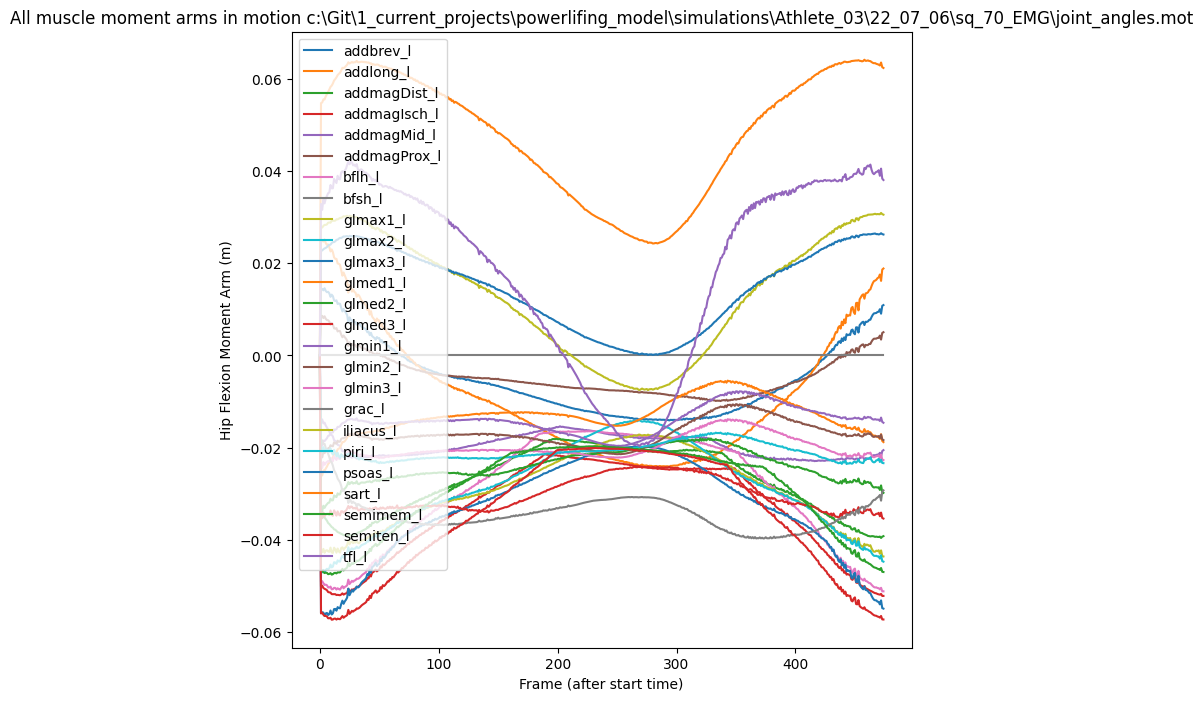 All muscle moment arms in motion c:\Git\1_current_projects\powerlifing_model\simulations\Athlete_03\22_07_06\sq_70_EMG\joint_angles.mot
addbrev_l
addlong_l
addmagDist_l
addmagIsch_l
addmagMid_l
addmagProx_l
bflh_l
bfsh_l
glmax1_l
glmax2_l
glmax3_l
glmed1_l
glmed2_l
glmed3_l
glmin1_l
glmin2_l
glmin3_l
grac_l
iliacus_l
piri_l
psoas_l
sart_l
semimem_l
semiten_l
tfl_l
0.06
0.04
0.02
0.00
−0.02
−0.04
−0.06
Hip Flexion Moment Arm (m)
0 100 200 300 400
Frame (after start time)